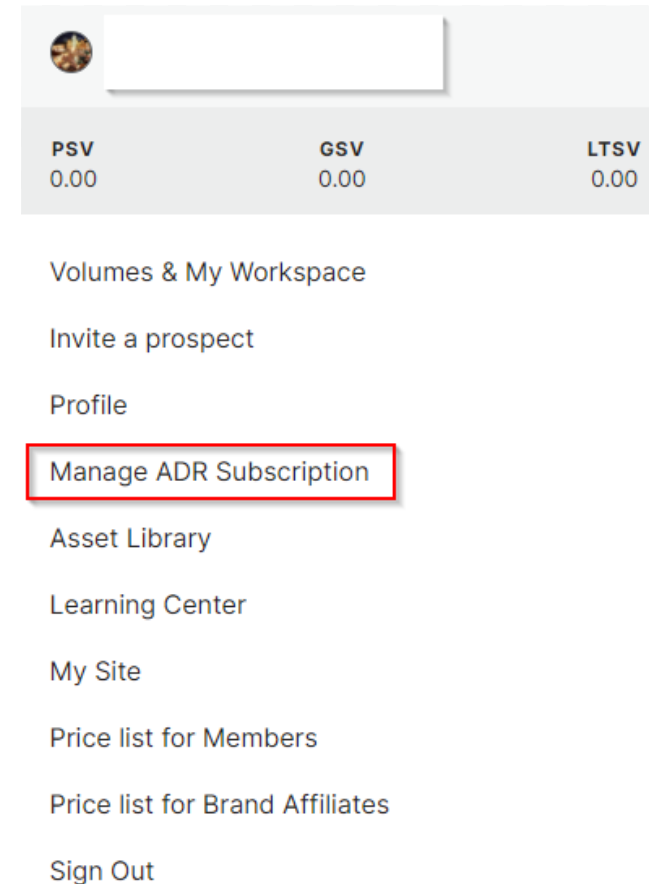 PSV GSV LTSV
0.00 0.00 0.00
Volumes & My Workspace
Invite a prospect
Profile
Manage ADR Subscription
Asset Library
Learning Center
My Site
Price list for Members
Price list for Brand Affiliates
Sign Out